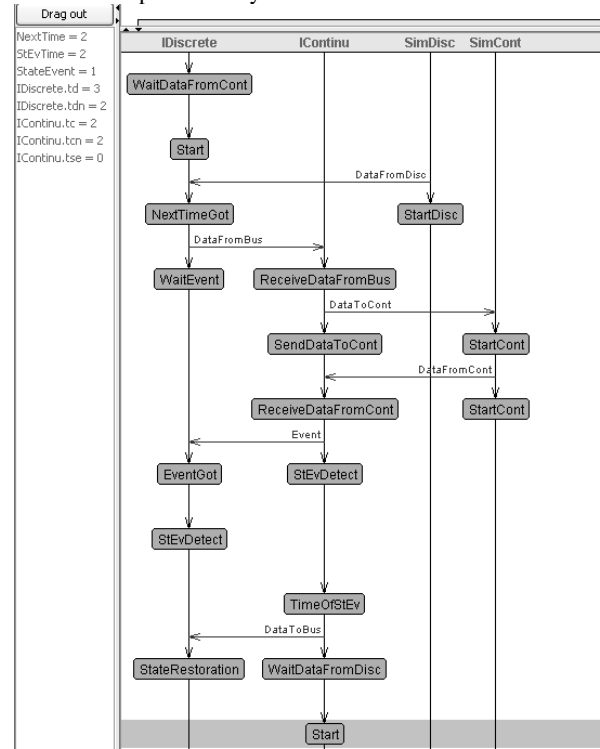 Drag out
NextTime = 2
StEvTime = 2
StateEvent = 1
IDiscrete.td = 3
IDiscrete.tdn = 2
IContinu.tc = 2
IContinu.tcn = 2
IContinu.tse = 0
IDiscrete IContinu SimDisc SimCont
WaitDataFromCont
Start
DataFromDisc
NextTimeGot StartDisc
DataFromBus
WaitEvent ReceiveDataFromBus
DataToCont
SendDataToCont StartCont
DataFromCont
ReceiveDataFromCont StartCont
Event
EventGot StEvDetect
StEvDetect
TimeOfStEv
DataToBus
StateRestoration WaitDataFromDisc
Start